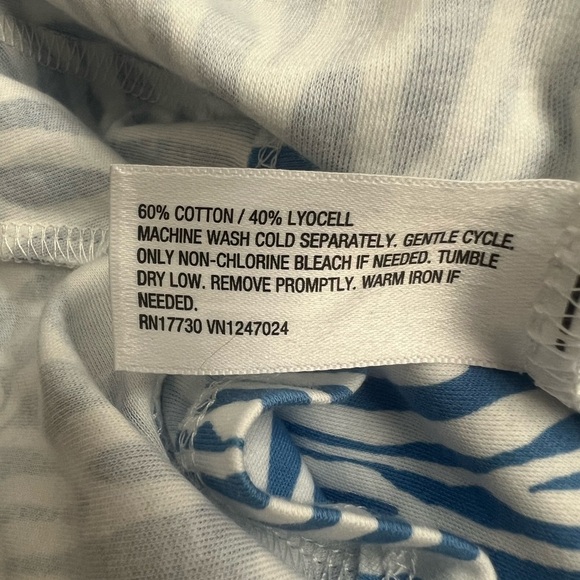 60% COTTON / 40% LYOCELL
MACHINE WASH COLD SEPARATELY. GENTLE CYCLE.
ONLY NON-CHLORINE BLEACH IF NEEDED. TUMBLE
DRY LOW. REMOVE PROMPTLY. WARM IRON IF
NEEDED.
RN17730 VN1247024